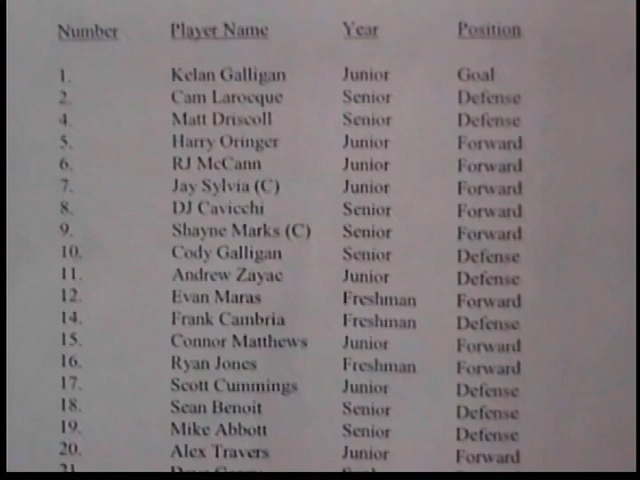 Number Player Name Year Position
1. Kelan Galligan Junior Goal
2. Cam Larocque Senior Defense
4. Matt Driscoll Senior Defense
5. Harry Oringer Junior Forward
6. RJ McCann Junior Forward
7. Jay Sylvia (C) Junior Forward
8. DJ Cavicchi Senior Forward
9. Shayne Marks (C) Senior Forward
10. Cody Galligan Senior Defense
11. Andrew Zayac Junior Defense
12. Evan Maras Freshman Forward
14. Frank Cambria Freshman Defense
15. Connor Matthews Junior Forward
16. Ryan Jones Freshman Forward
17. Scott Cummings Junior Defense
18. Sean Benoit Senior Defense
19. Mike Abbott Senior Defense
20. Alex Travers Junior Forward
21